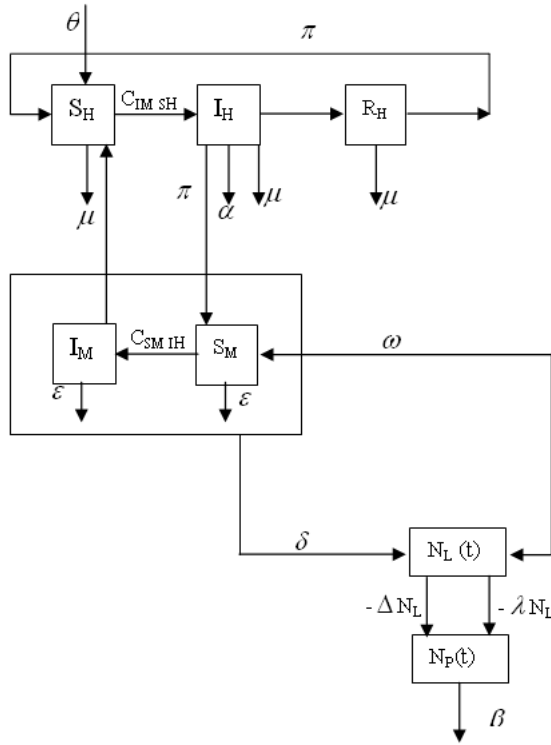 θ
π
S_H
C_IM SH
I_H
R_H
μ
π
α
μ
μ
I_M
C_SM IH
S_M
ω
ε
ε
δ
N_L (t)
- Δ N_L
- λ N_L
N_P(t)
β